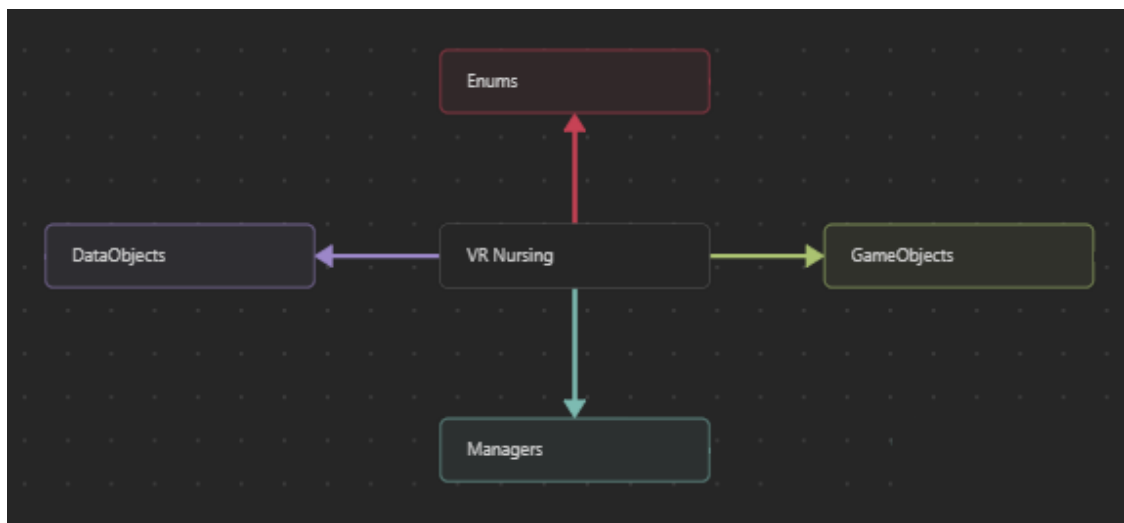 Enums
DataObjects
VR Nursing
GameObjects
Managers